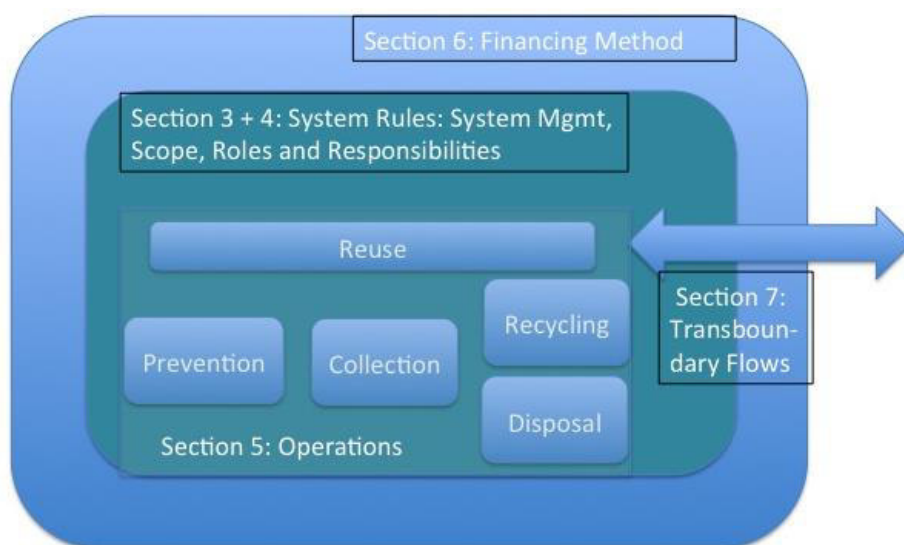 Section 6: Financing Method
Section 3 + 4: System Rules: System Mgmt,
Scope, Roles and Responsibilities
Reuse
Section 7:
Transboun-
dary Flows
Recycling
Prevention
Collection
Disposal
Section 5: Operations